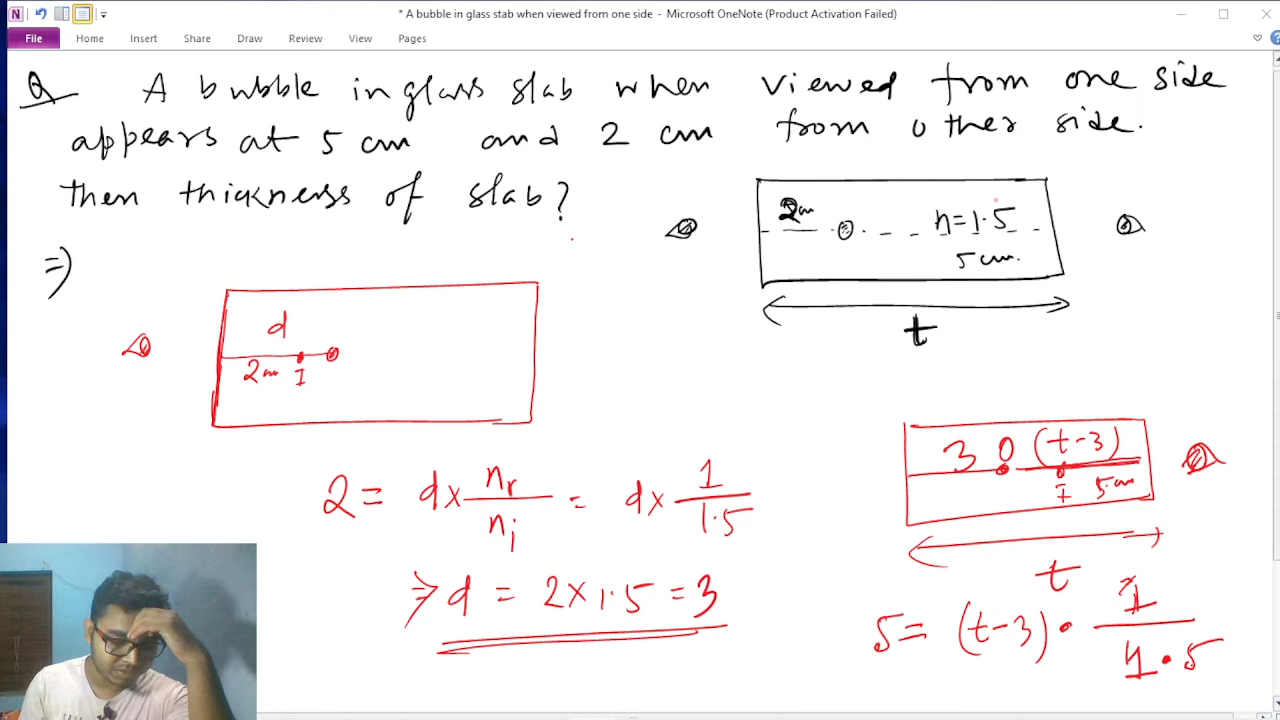 * A bubble in glass stab when viewed from one side - Microsoft OneNote (Product Activation Failed)
File Home Insert Share Draw Review View Pages
Q A bubble in glass slab when viewed from one side
appears at 5 cm and 2 cm from other side.
then thickness of slab?
2cm n=1.5
5 cm.
t
=>
d
2cm I
3 O (t-3)
I 5cm
t
2 = d x nr/ni = d x 1/1.5
=> d = 2 x 1.5 = 3
5 = (t-3) • 1/1.5